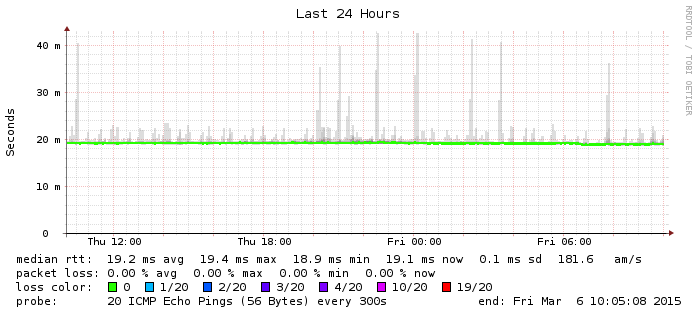 Last 24 Hours
RRDTOOL / TOBI OETIKER
Seconds
40 m
30 m
20 m
10 m
0
Thu 12:00 Thu 18:00 Fri 00:00 Fri 06:00
median rtt: 19.2 ms avg 19.4 ms max 18.9 ms min 19.1 ms now 0.1 ms sd 181.6 am/s
packet loss: 0.00 % avg 0.00 % max 0.00 % min 0.00 % now
loss color: 0 1/20 2/20 3/20 4/20 10/20 19/20
probe: 20 ICMP Echo Pings (56 Bytes) every 300s end: Fri Mar 6 10:05:08 2015